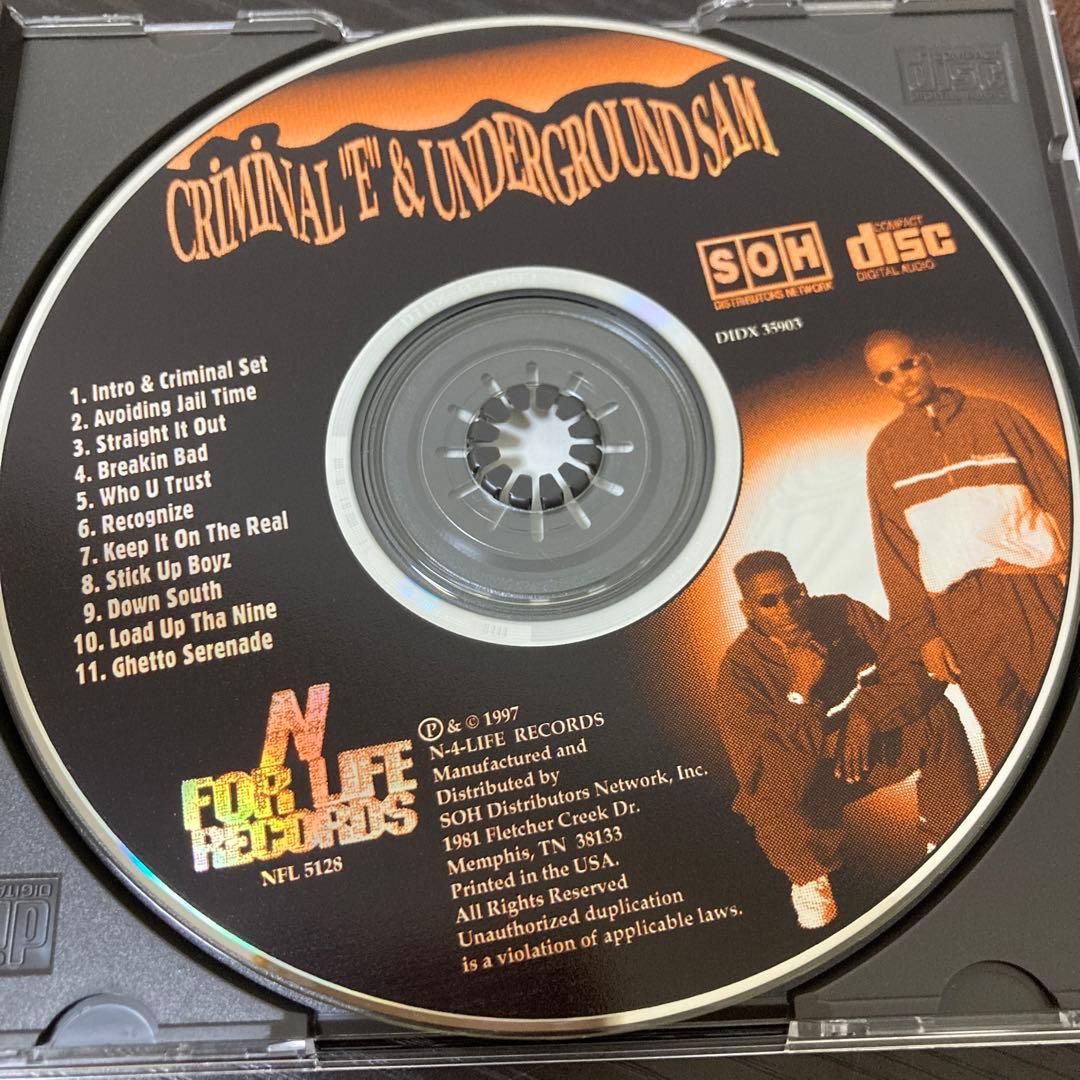 CRIMINAL "E" & UNDERGROUND SAM
SOH
DISTRIBUTORS NETWORK
COMPACT
disc
DIGITAL AUDIO
DIDX 35903
1. Intro & Criminal Set
2. Avoiding Jail Time
3. Straight It Out
4. Breakin Bad
5. Who U Trust
6. Recognize
7. Keep It On The Real
8. Stick Up Boyz
9. Down South
10. Load Up Tha Nine
11. Ghetto Serenade
N
FOR LIFE
RECORDS
NFL 5128
Ⓟ & © 1997
N-4-LIFE RECORDS
Manufactured and
Distributed by
SOH Distributors Network, Inc.
1981 Fletcher Creek Dr.
Memphis, TN 38133
Printed in the USA.
All Rights Reserved
Unauthorized duplication
is a violation of applicable laws.
disc